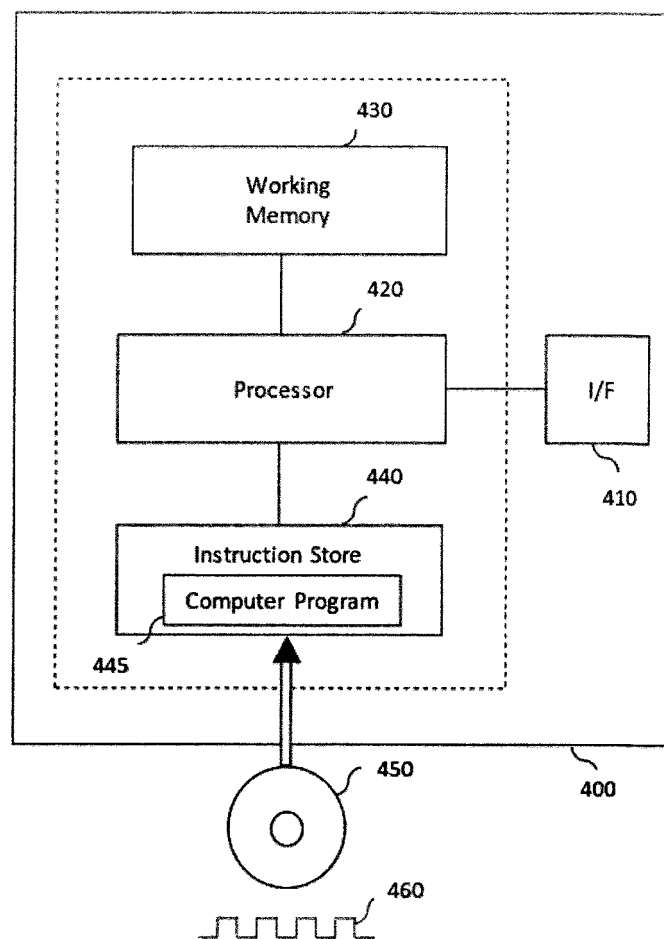 430
Working
Memory
420
Processor
I/F
410
440
Instruction Store
Computer Program
445
450
400
460